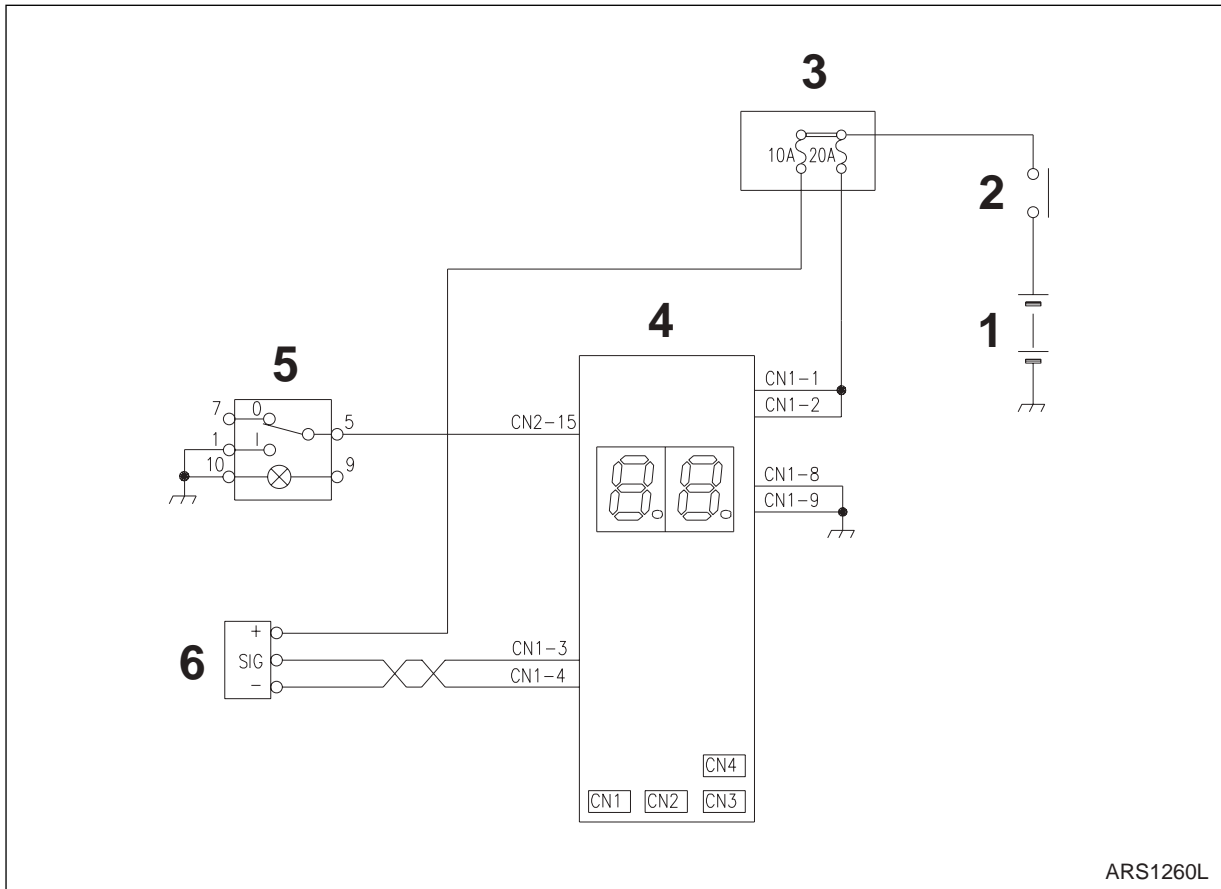 3
10A 20A
2
1
4
5
7 0 5
1 I
10 9
CN2-15
CN1-1
CN1-2
CN1-8
CN1-9
6
+
SIG
-
CN1-3
CN1-4
CN4
CN1 CN2 CN3
ARS1260L